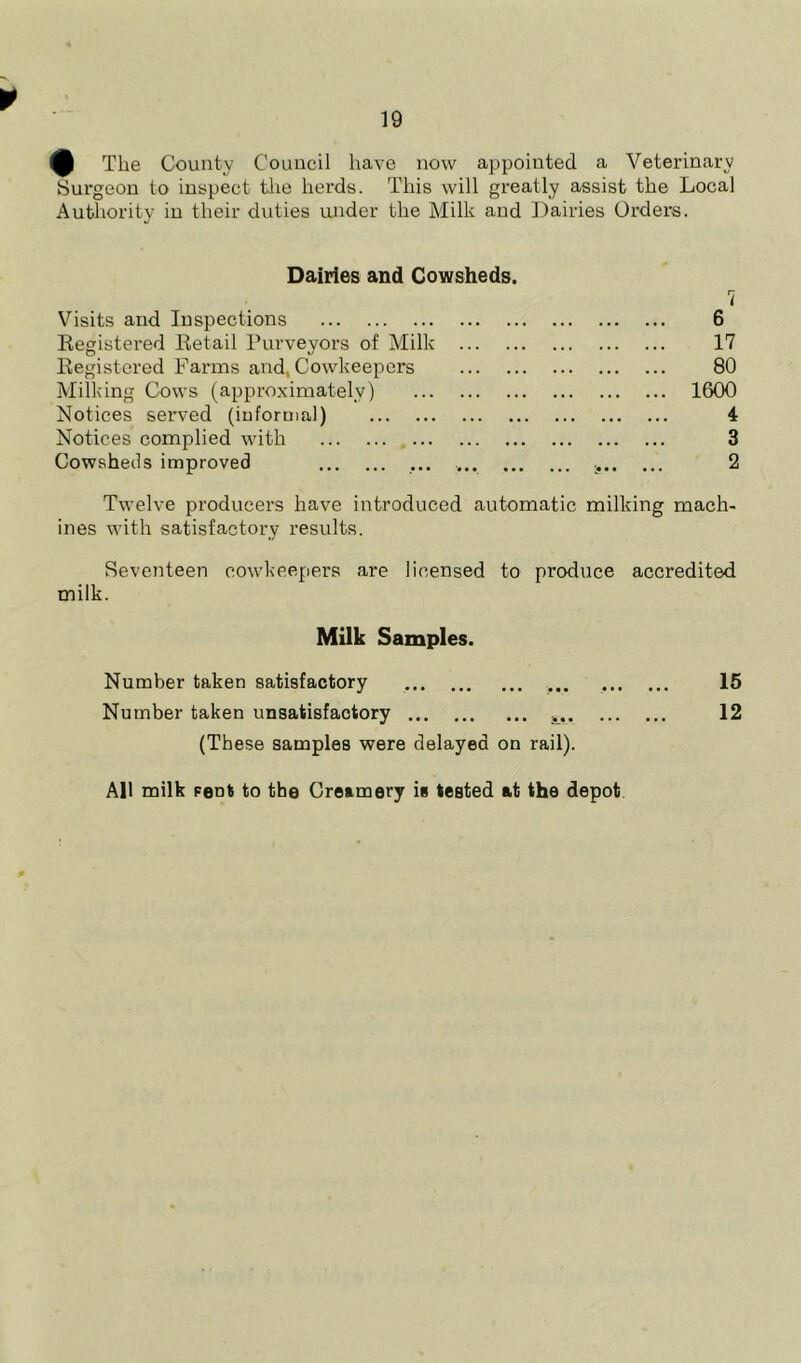 19
The County Council have now appointed a Veterinary
Surgeon to inspect the herds. This will greatly assist the Local
Authority in their duties under the Milk and Dairies Orders.
Dairies and Cowsheds.
7
Visits and Inspections ... ... ... ... ... ... ... ... 6
Registered Retail Purveyors of Milk ... ... ... ... ... 17
Registered Farms and Cowkeepers ... ... ... ... ... 80
Milking Cows (approximately) ... ... ... ... ... ... ... 1600
Notices served (informal) ... ... ... ... ... ... ... 4
Notices complied with ... ... ... ... ... ... ... ... 3
Cowsheds improved ... ... ... ... ... ... ... ... 2
Twelve producers have introduced automatic milking mach-
ines with satisfactory results.
Seventeen cowkeepers are licensed to produce accredited
milk.
Milk Samples.
Number taken satisfactory ... ... ... ... ... ... 15
Number taken unsatisfactory ... ... ... ... ... ... 12
(These samples were delayed on rail).
All milk sent to the Creamery is tested at the depot